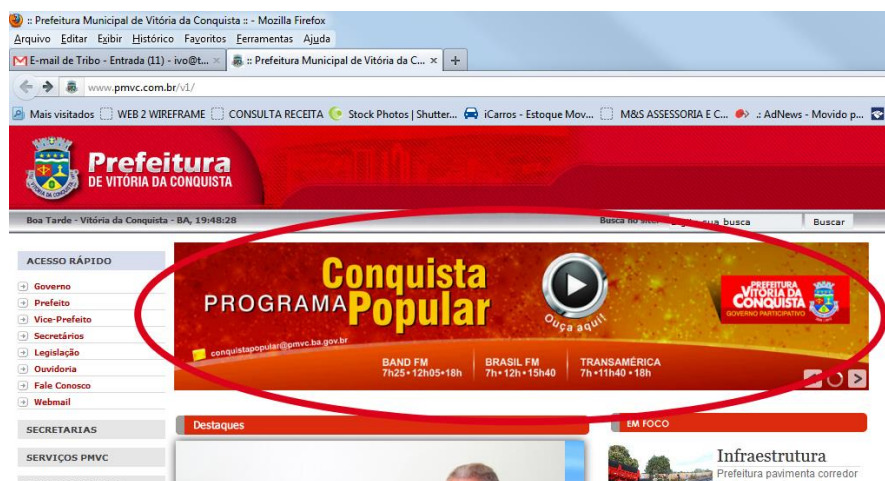 :: Prefeitura Municipal de Vitória da Conquista :: - Mozilla Firefox
Arquivo Editar Exibir Histórico Favoritos Ferramentas Ajuda
E-mail de Tribo - Entrada (11) - ivo@t... × :: Prefeitura Municipal de Vitória da C... × +
www.pmvc.com.br/v1/
Mais visitados WEB 2 WIREFRAME CONSULTA RECEITA Stock Photos | Shutter... iCarros - Estoque Mov... M&S ASSESSORIA E C... .: AdNews - Movido p...
Prefeitura
DE VITÓRIA DA CONQUISTA
Boa Tarde - Vitória da Conquista - BA, 19:48:28
Busca no site: sua busca Buscar
ACESSO RÁPIDO
Governo
Prefeito
Vice-Prefeito
Secretários
Legislação
Ouvidoria
Fale Conosco
Webmail
SECRETARIAS
SERVIÇOS PMVC
PROGRAMA Conquista Popular
Ouça aqui!
PREFEITURA
VITÓRIA DA
CONQUISTA
GOVERNO PARTICIPATIVO
conquistapopular@pmvc.ba.gov.br
BAND FM
7h25•12h05•18h
BRASIL FM
7h•12h•15h40
TRANSAMÉRICA
7h•11h40•18h
Destaques
EM FOCO
Infraestrutura
Prefeitura pavimenta corredor